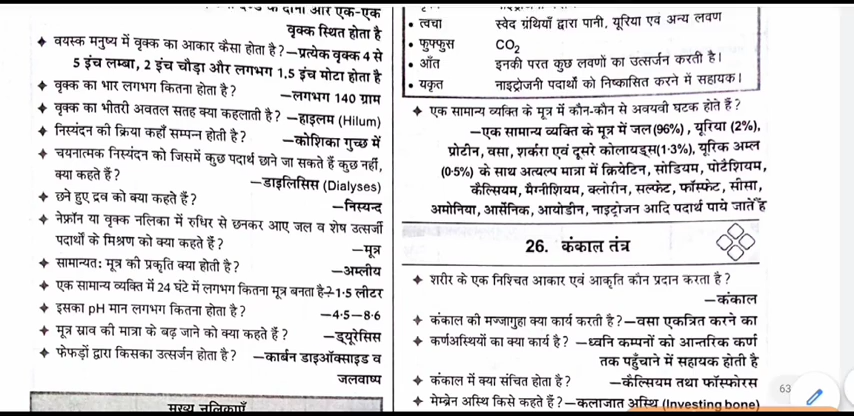 वृक्क स्थित होता है
वयस्क मनुष्य में वृक्क का आकार कैसा होता है?—प्रत्येक वृक्क 4 से
5 इंच लम्बा, 2 इंच चौड़ा और लगभग 1.5 इंच मोटा होता है
वृक्क का भार लगभग कितना होता है? —लगभग 140 ग्राम
वृक्क का भीतरी अवतल सतह क्या कहलाती है? —हाइलम (Hilum)
निस्यंदन की क्रिया कहाँ सम्पन्न होती है? —कोशिका गुच्छ में
चयनात्मक निस्यंदन को जिसमें कुछ पदार्थ छाने जा सकते हैं कुछ नहीं,
क्या कहते हैं? —डाइलिसिस (Dialyses)
छने हुए द्रव को क्या कहते हैं? —निस्यन्द
नेफ्रॉन या वृक्क नलिका में रुधिर से छनकर आए जल व शेष उत्सर्जी
पदार्थों के मिश्रण को क्या कहते हैं? —मूत्र
सामान्यतः मूत्र की प्रकृति क्या होती है? —अम्लीय
एक सामान्य व्यक्ति में 24 घंटे में लगभग कितना मूत्र बनता है?—1·5 लीटर
इसका pH मान लगभग कितना होता है? —4·5—8·6
मूत्र स्राव की मात्रा के बढ़ जाने को क्या कहते हैं? —ड्यूरेसिस
फेफड़ों द्वारा किसका उत्सर्जन होता है? —कार्बन डाइऑक्साइड व
जलवाष्प
मुख्य नलिकाएँ
त्वचा स्वेद ग्रंथियाँ द्वारा पानी, यूरिया एवं अन्य लवण
फुफ्फुस CO2
आँत इनकी परत कुछ लवणों का उत्सर्जन करती है।
यकृत नाइट्रोजनी पदार्थों को निष्कासित करने में सहायक।
एक सामान्य व्यक्ति के मूत्र में कौन-कौन से अवयवी घटक होते हैं?
—एक सामान्य व्यक्ति के मूत्र में जल(96%), यूरिया (2%),
प्रोटीन, वसा, शर्करा एवं दूसरे कोलायड्स(1·3%), यूरिक अम्ल
(0·5%) के साथ अत्यल्प मात्रा में क्रियेटिन, सोडियम, पोटैशियम,
कैल्सियम, मैग्नीशियम, क्लोरीन, सल्फेट, फॉस्फेट, सीसा,
अमोनिया, आर्सेनिक, आयोडीन, नाइट्रोजन आदि पदार्थ पाये जाते हैं
26. कंकाल तंत्र
शरीर के एक निश्चित आकार एवं आकृति कौन प्रदान करता है?
—कंकाल
कंकाल की मज्जागुहा क्या कार्य करती है?—वसा एकत्रित करने का
कर्णअस्थियों का क्या कार्य है? —ध्वनि कम्पनों को आन्तरिक कर्ण
तक पहुँचाने में सहायक होती है
कंकाल में क्या संचित होता है? —कैल्सियम तथा फॉस्फोरस
63
मेम्ब्रेन अस्थि किसे कहते हैं?—कलाजात अस्थि (Investing bone)